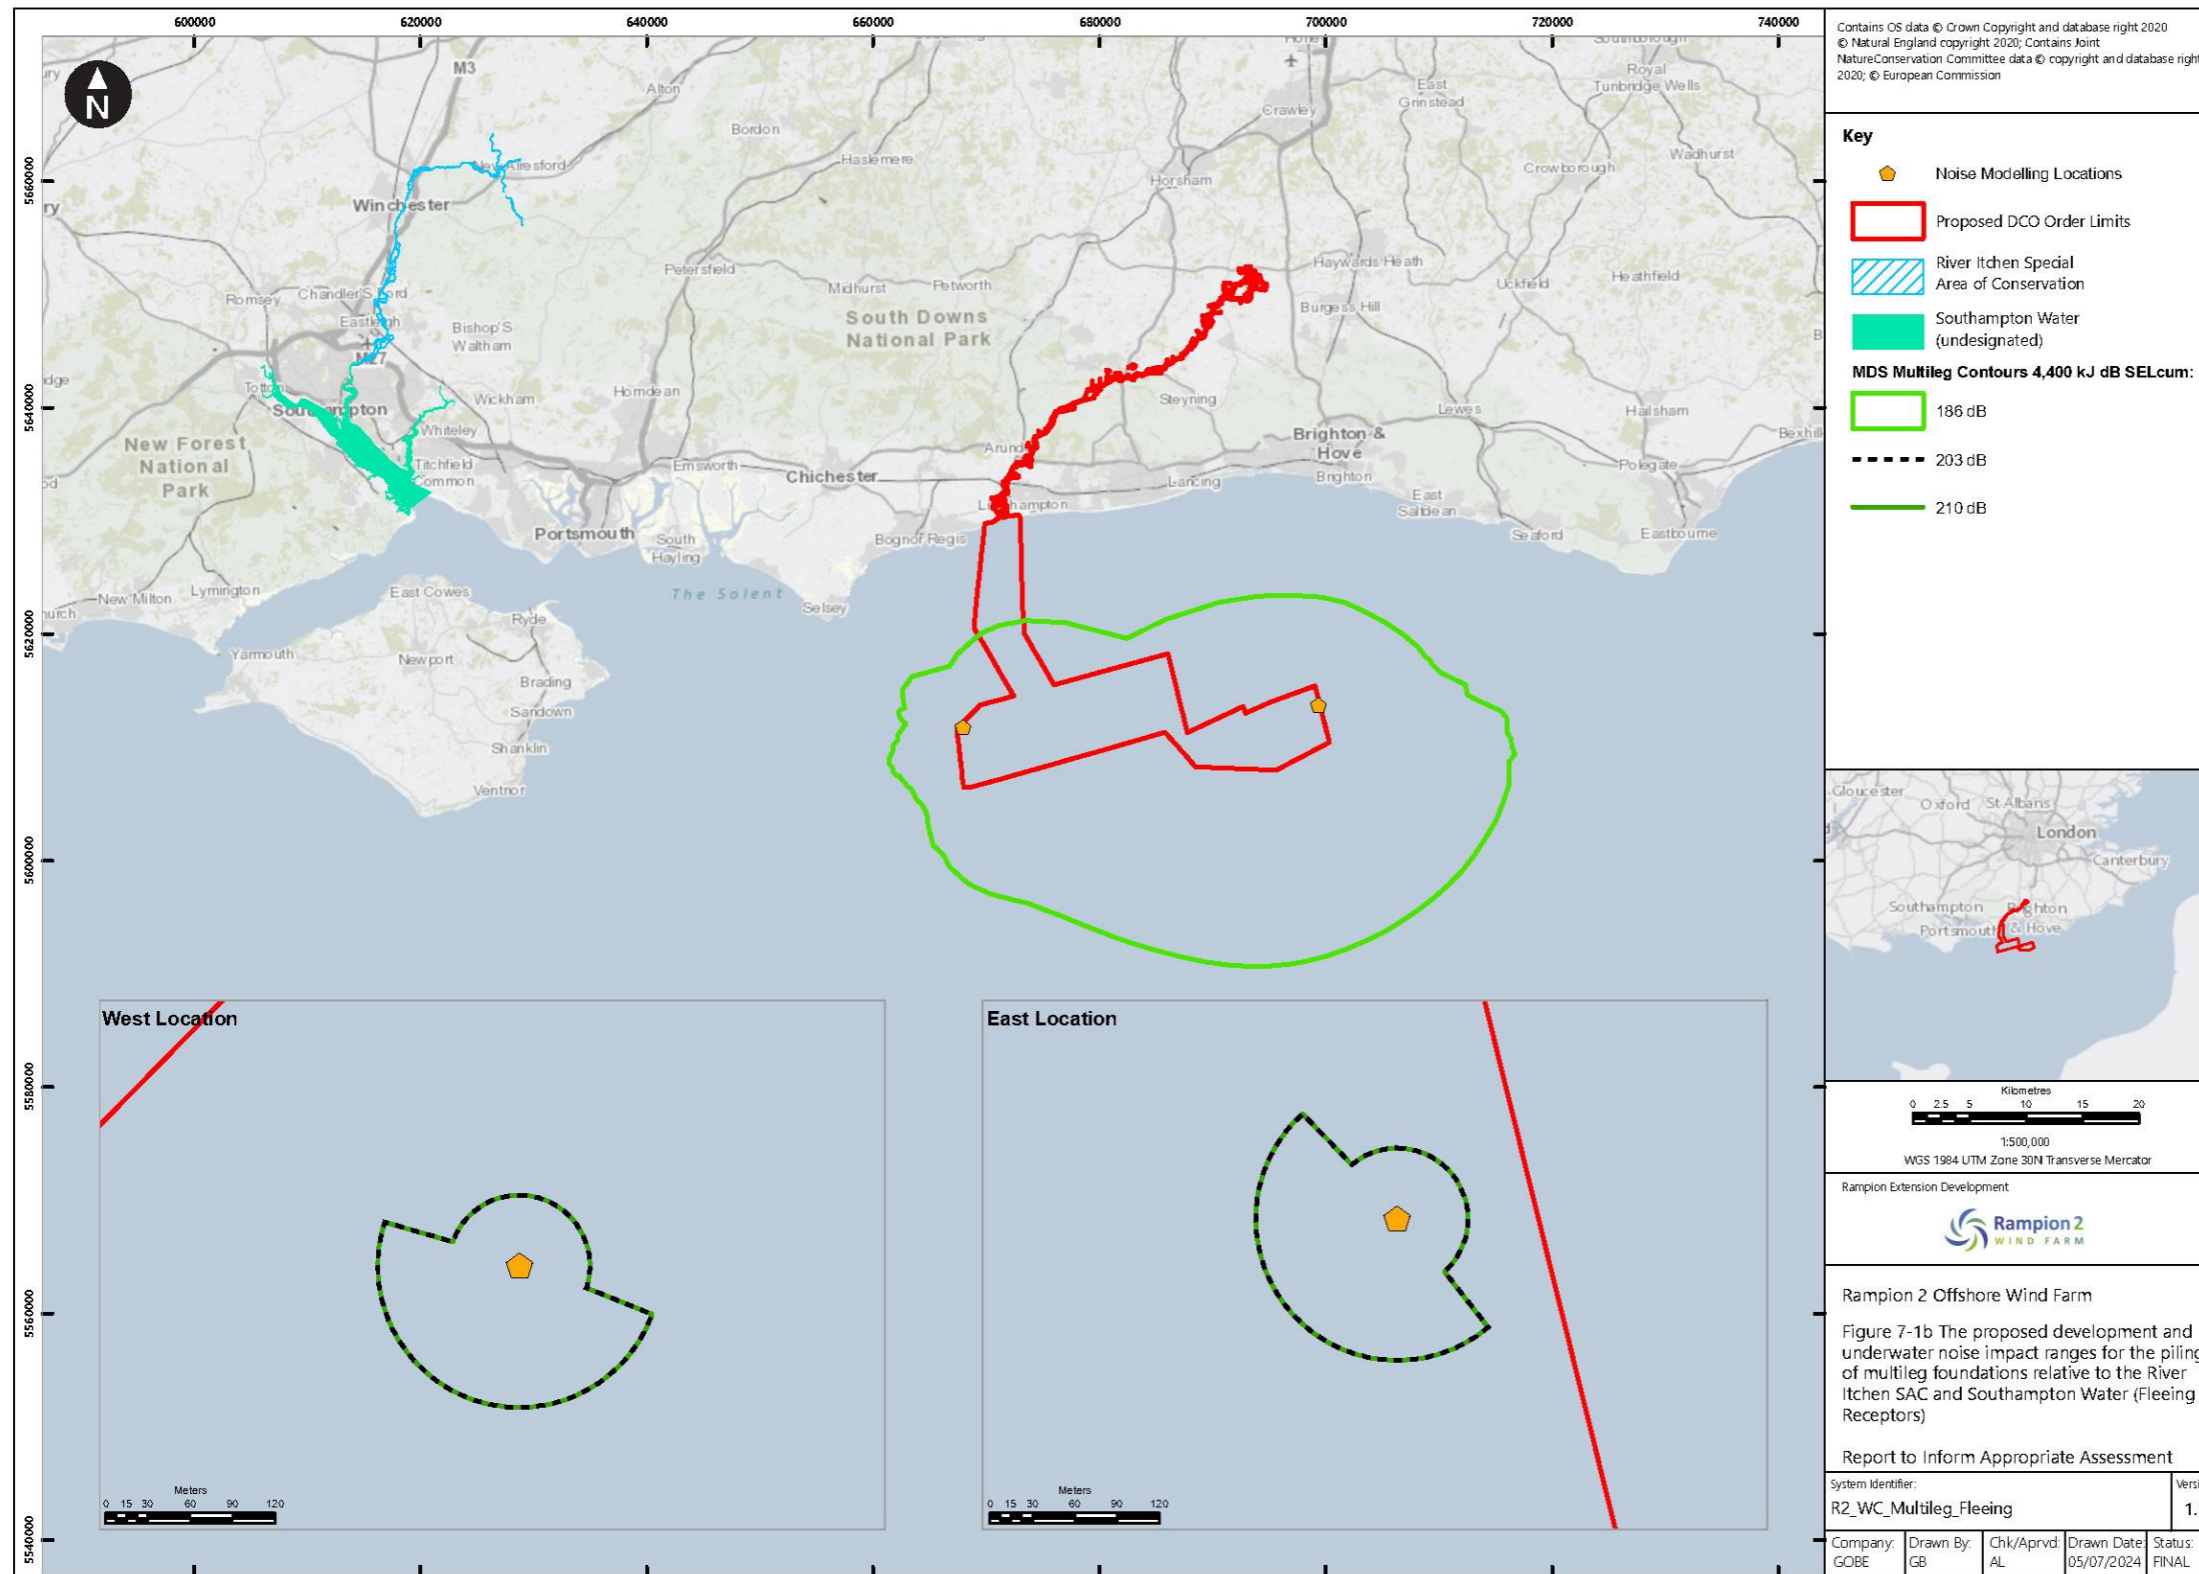 600000 620000 640000 660000 680000 700000 720000 740000
5660000
5640000
5620000
5600000
5580000
5560000
5540000
N
M3
Alton
Bordon
Haslemere
New Alresford
Winchester
Horsham
Crawley
East
Grinstead
Royal
Tunbridge Wells
Wadhurst
Crowborough
Petersfield
Midhurst
Petworth
Haywards Heath
Uckfield
Heathfield
Burgess Hill
Romsey
Chandler'S Ford
Eastleigh
M27
Bishop'S
Waltham
South Downs
National Park
Totton
Southampton
Wickham
Horndean
Steyning
Lewes
Hailsham
Whiteley
New Forest
National
Park
Titchfield
Common
Emsworth
Chichester
Arund
Brighton &
Hove
Brighton
Bexhill
Polegate
Lancing
Littlehampton
East
Saltdean
Portsmouth
South
Hayling
Bognor Regis
Seaford
Eastbourne
New Milton
Lymington
East Cowes
The Solent
Selsey
Ryde
Yarmouth
Newport
Brading
Sandown
Shanklin
Ventnor
West Location
Meters
0 15 30 60 90 120
East Location
Meters
0 15 30 60 90 120
Contains OS data © Crown Copyright and database right 2020
© Natural England copyright 2020; Contains Joint
NatureConservation Committee data © copyright and database right
2020; © European Commission
Key
Noise Modelling Locations
Proposed DCO Order Limits
River Itchen Special
Area of Conservation
Southampton Water
(undesignated)
MDS Multileg Contours 4,400 kJ dB SELcum:
186 dB
203 dB
210 dB
Gloucester
Oxford
St Albans
London
Canterbury
Southampton
Brighton
Portsmouth
& Hove
Kilometres
0 2.5 5 10 15 20
1:500,000
WGS 1984 UTM Zone 30N Transverse Mercator
Rampion Extension Development
Rampion 2
WIND FARM
Rampion 2 Offshore Wind Farm
Figure 7-1b The proposed development and
underwater noise impact ranges for the piling
of multileg foundations relative to the River
Itchen SAC and Southampton Water (Fleeing
Receptors)
Report to Inform Appropriate Assessment
System Identifier:
R2_WC_Multileg_Fleeing
Versi
1.
Company: Drawn By: Chk/Aprvd: Drawn Date: Status:
GOBE GB AL 05/07/2024 FINAL